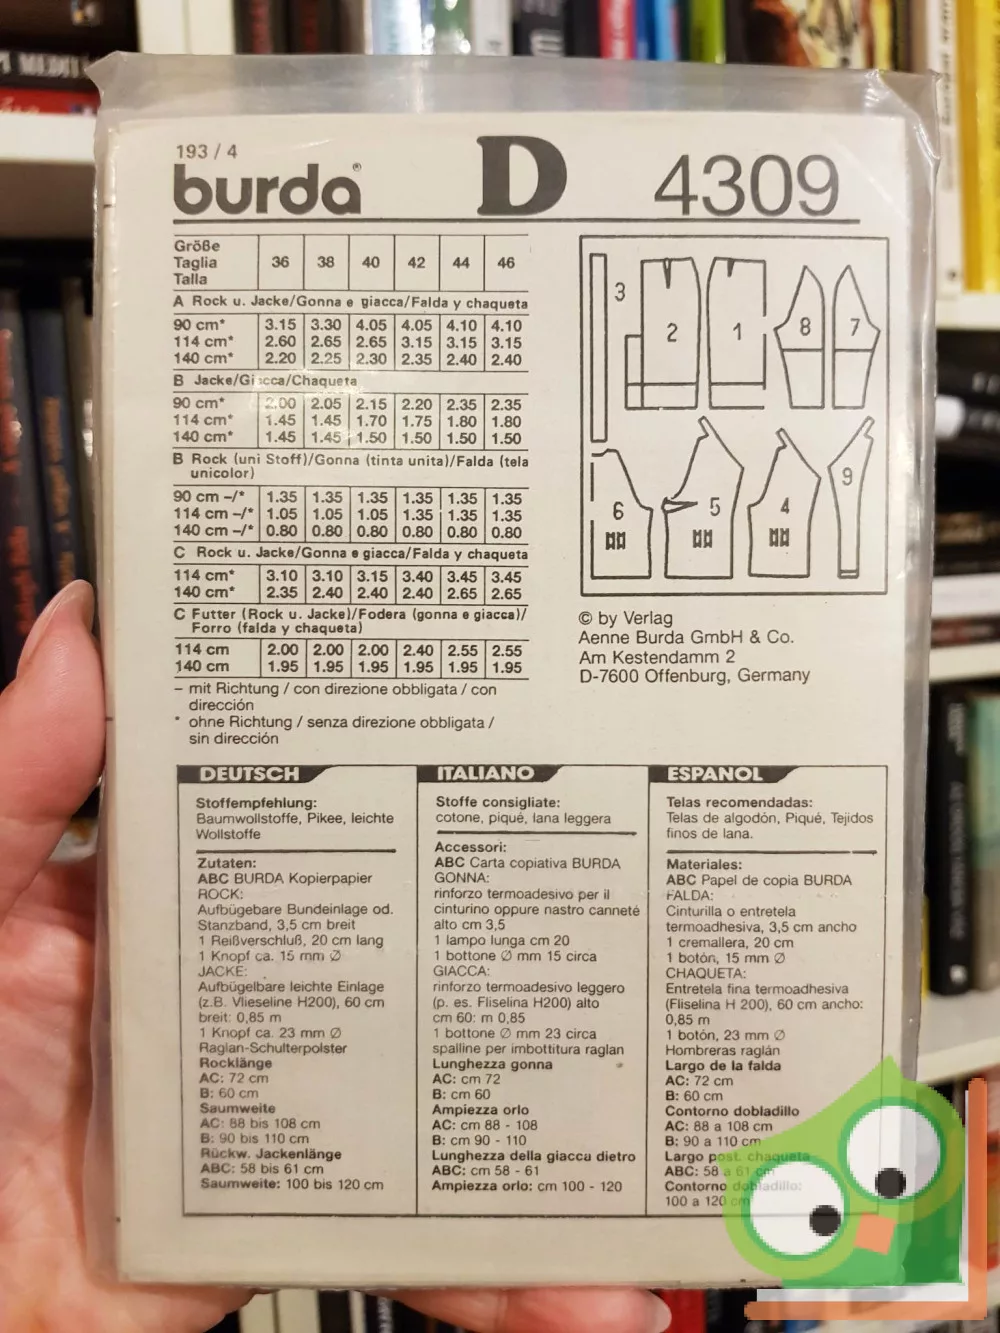 193 / 4
burda®
D
4309
Größe
Taglia
Talla
36 38 40 42 44 46
A Rock u. Jacke/Gonna e giacca/Falda y chaqueta
90 cm* 3.15 3.30 4.05 4.05 4.10 4.10
114 cm* 2.60 2.65 2.65 3.15 3.15 3.15
140 cm* 2.20 2.25 2.30 2.35 2.40 2.40
B Jacke/Giacca/Chaqueta
90 cm* 2.00 2.05 2.15 2.20 2.35 2.35
114 cm* 1.45 1.45 1.70 1.75 1.80 1.80
140 cm* 1.45 1.45 1.50 1.50 1.50 1.50
B Rock (uni Stoff)/Gonna (tinta unita)/Falda (tela
unicolor)
90 cm –/* 1.35 1.35 1.35 1.35 1.35 1.35
114 cm –/* 1.05 1.05 1.05 1.35 1.35 1.35
140 cm –/* 0.80 0.80 0.80 0.80 0.80 0.80
C Rock u. Jacke/Gonna e giacca/Falda y chaqueta
114 cm* 3.10 3.10 3.15 3.40 3.45 3.45
140 cm* 2.35 2.40 2.40 2.40 2.65 2.65
C Futter (Rock u. Jacke)/Fodera (gonna e giacca)/
Forro (falda y chaqueta)
114 cm 2.00 2.00 2.00 2.40 2.55 2.55
140 cm 1.95 1.95 1.95 1.95 1.95 1.95
– mit Richtung / con direzione obbligata / con
dirección
* ohne Richtung / senza direzione obbligata /
sin dirección
3 2 1 8 7
6 5 4 9
© by Verlag
Aenne Burda GmbH & Co.
Am Kestendamm 2
D-7600 Offenburg, Germany
DEUTSCH
Stoffempfehlung:
Baumwollstoffe, Pikee, leichte
Wollstoffe
Zutaten:
ABC BURDA Kopierpapier
ROCK:
Aufbügebare Bundeinlage od.
Stanzband, 3,5 cm breit
1 Reißverschluß, 20 cm lang
1 Knopf ca. 15 mm ∅
JACKE:
Aufbügelbare leichte Einlage
(z.B. Vlieseline H200), 60 cm
breit: 0,85 m
1 Knopf ca. 23 mm ∅
Raglan-Schulterpolster
Rocklänge
AC: 72 cm
B: 60 cm
Saumweite
AC: 88 bis 108 cm
B: 90 bis 110 cm
Rückw. Jackenlänge
ABC: 58 bis 61 cm
Saumweite: 100 bis 120 cm
ITALIANO
Stoffe consigliate:
cotone, piqué, lana leggera
Accessori:
ABC Carta copiativa BURDA
GONNA:
rinforzo termoadesivo per il
cinturino oppure nastro canneté
alto cm 3,5
1 lampo lunga cm 20
1 bottone ∅ mm 15 circa
GIACCA:
rinforzo termoadesivo leggero
(p. es. Fliselina H200) alto
cm 60: m 0,85
1 bottone ∅ mm 23 circa
spalline per imbottitura raglan
Lunghezza gonna
AC: cm 72
B: cm 60
Ampiezza orlo
AC: cm 88 - 108
B: cm 90 - 110
Lunghezza della giacca dietro
ABC: cm 58 - 61
Ampiezza orlo: cm 100 - 120
ESPANOL
Telas recomendadas:
Telas de algodón, Piqué, Tejidos
finos de lana.
Materiales:
ABC Papel de copia BURDA
FALDA:
Cinturilla o entretela
termoadhesiva, 3,5 cm ancho
1 cremallera, 20 cm
1 botón, 15 mm ∅
CHAQUETA:
Entretela fina termoadhesiva
(Fliselina H 200), 60 cm ancho:
0,85 m
1 botón, 23 mm ∅
Hombreras raglán
Largo de la falda
AC: 72 cm
B: 60 cm
Contorno dobladillo
AC: 88 a 108 cm
B: 90 a 110 cm
Largo post. chaqueta
ABC: 58 a 61 cm
Contorno dobladillo:
100 a 120 cm